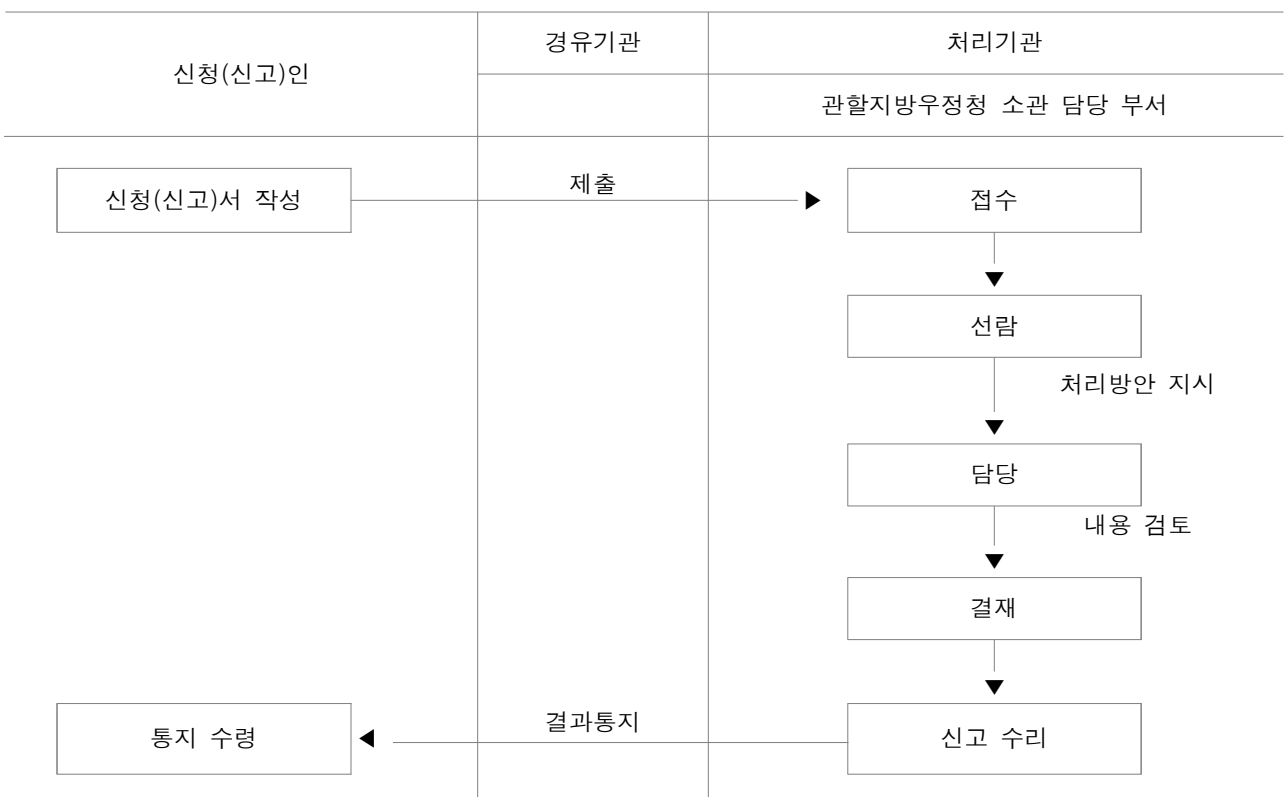 신청(신고)인
경유기관
처리기관
관할지방우정청 소관 담당 부서
신청(신고)서 작성
제출
접수
선람
처리방안 지시
담당
내용 검토
결재
신고 수리
결과통지
통지 수령